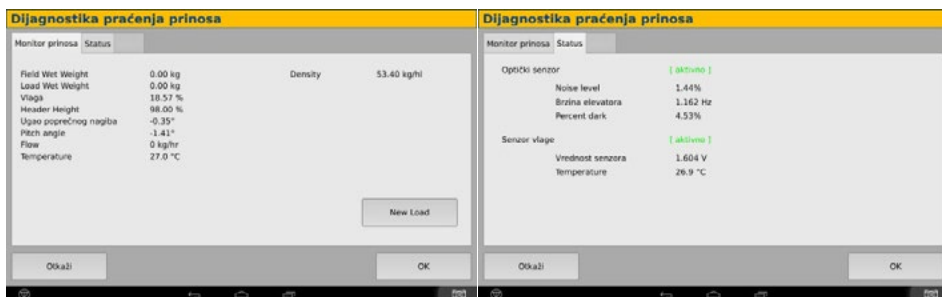 Dijagnostika praćenja prinosa
Monitor prinosa Status
Field Wet Weight 0.00 kg Density 53.40 kg/hl
Load Wet Weight 0.00 kg
Vlaga 18.57 %
Header Height 98.00 %
Ugao poprečnog nagiba -0.35°
Pitch angle -1.41°
Flow 0 kg/hr
Temperature 27.0 °C
New Load
Otkaži OK
Dijagnostika praćenja prinosa
Monitor prinosa Status
Optički senzor [ aktivno ]
Noise level 1.44%
Brzina elevatora 1.162 Hz
Percent dark 4.53%
Senzor vlage [ aktivno ]
Vrednost senzora 1.604 V
Temperature 26.9 °C
Otkaži OK